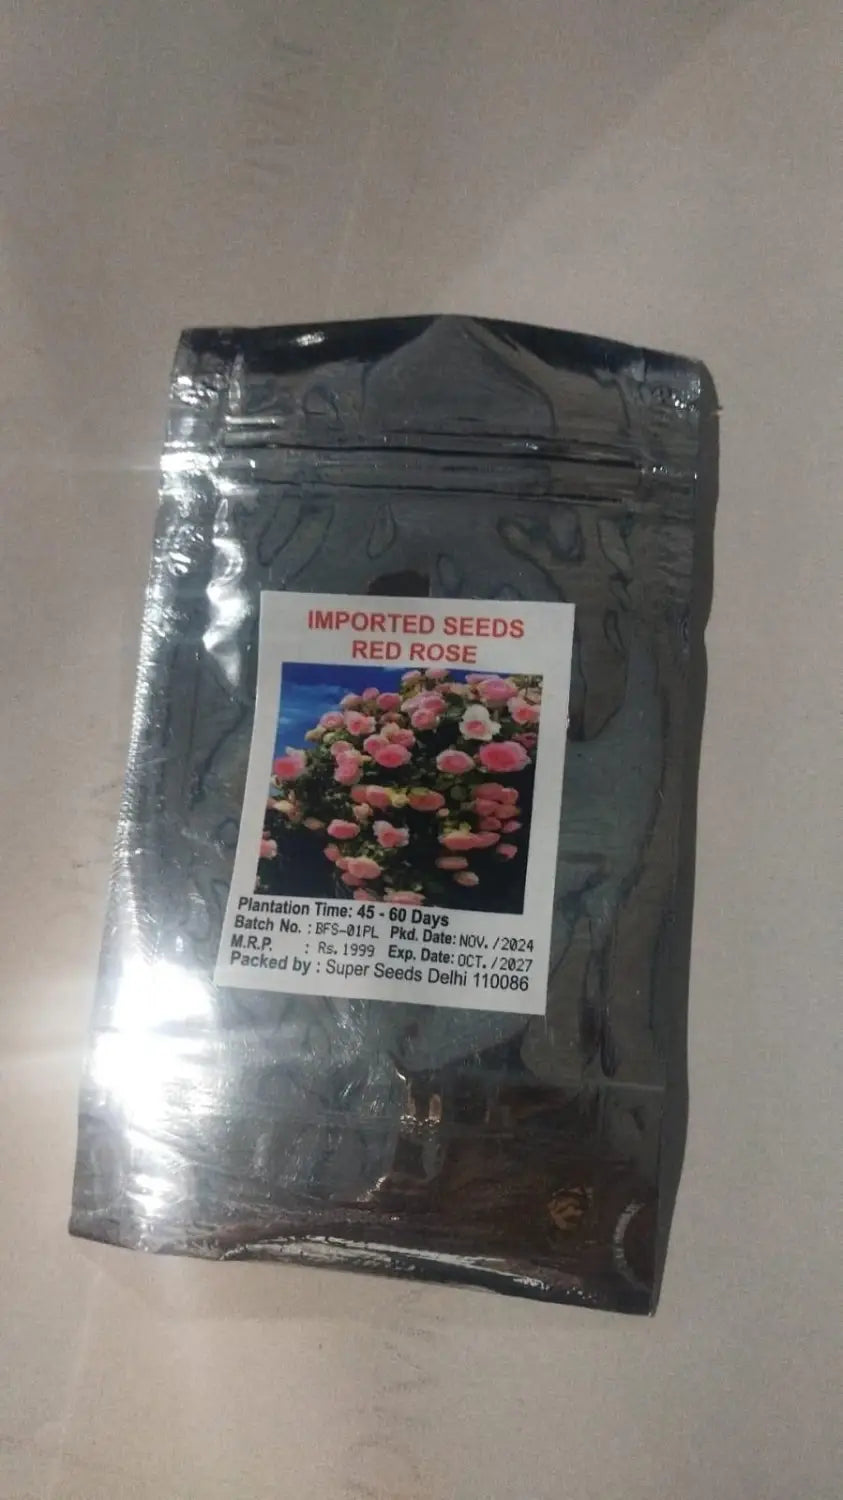 IMPORTED SEEDS
RED ROSE
Plantation Time: 45 - 60 Days
Batch No. : BFS-01PL Pkd. Date: NOV. /2024
M.R.P. : Rs. 1999 Exp. Date: OCT. /2027
Packed by : Super Seeds Delhi 110086